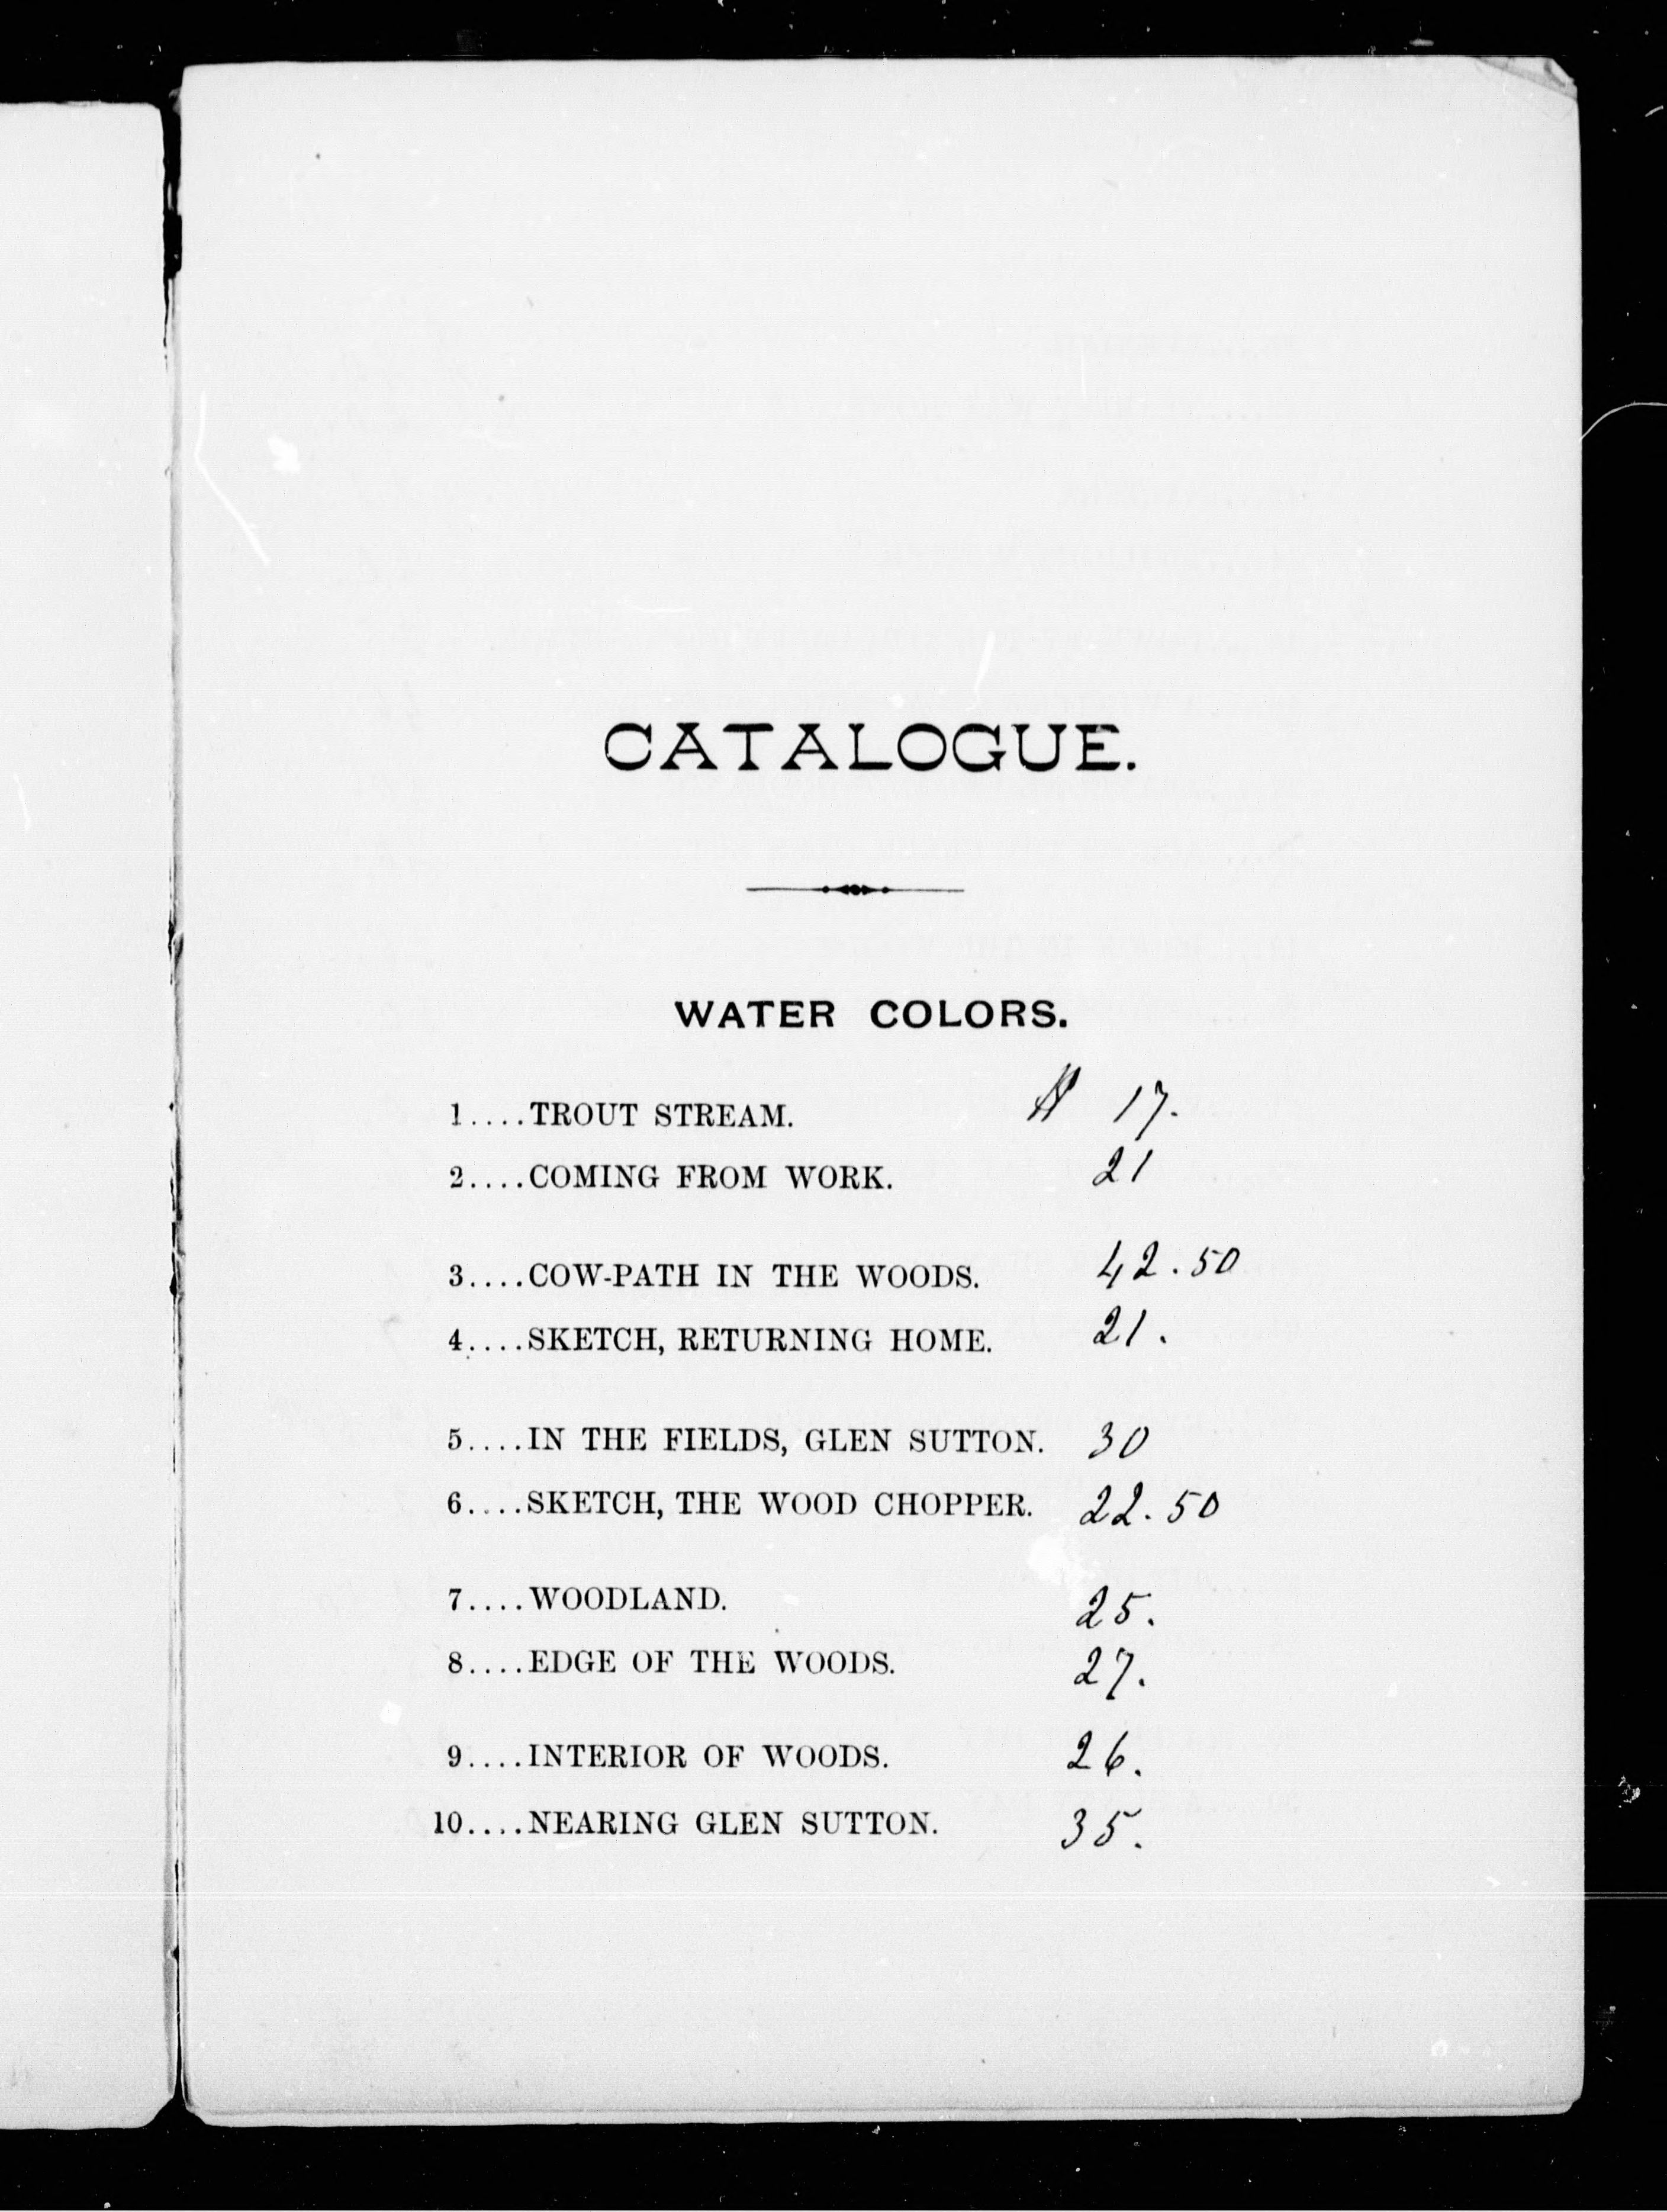 CATALOGUE.
WATER COLORS.
1....TROUT STREAM. $ 17.
2....COMING FROM WORK. 21
3....COW-PATH IN THE WOODS. 42.50
4....SKETCH, RETURNING HOME. 21.
5....IN THE FIELDS, GLEN SUTTON. 30
6....SKETCH, THE WOOD CHOPPER. 22.50
7....WOODLAND. 25.
8....EDGE OF THE WOODS. 27.
9....INTERIOR OF WOODS. 26.
10....NEARING GLEN SUTTON. 35.